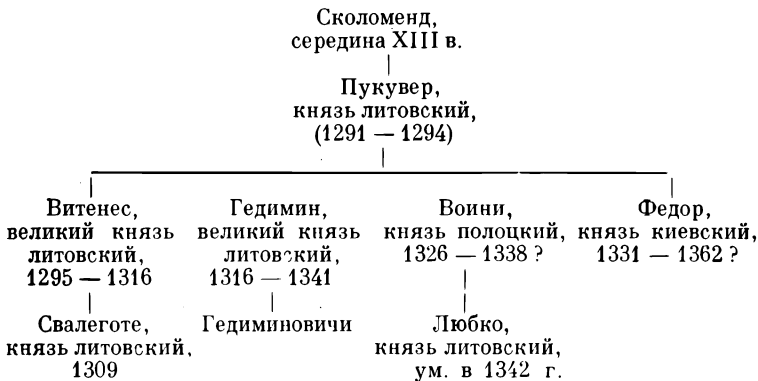 Сколоменд,
середина XIII в.
Пукувер,
князь литовский,
(1291 — 1294)
Витенес,
великий князь
литовский,
1295 — 1316
Гедимин,
великий князь
литовский,
1316 — 1341
Воини,
князь полоцкий,
1326 — 1338 ?
Федор,
князь киевский,
1331 — 1362 ?
Свалеготе,
князь литовский,
1309
Гедиминовичи
Любко,
князь литовский,
ум. в 1342 г.